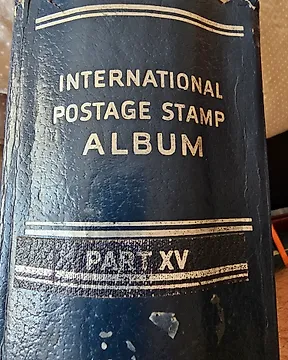 INTERNATIONAL
POSTAGE STAMP
ALBUM
PART XV